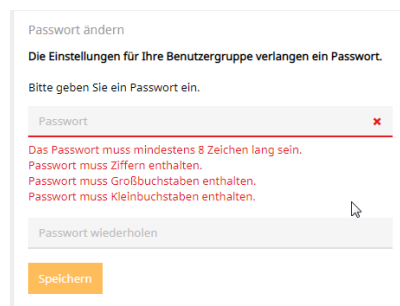 Passwort ändern
Die Einstellungen für Ihre Benutzergruppe verlangen ein Passwort.
Bitte geben Sie ein Passwort ein.
Passwort
Das Passwort muss mindestens 8 Zeichen lang sein.
Passwort muss Ziffern enthalten.
Passwort muss Großbuchstaben enthalten.
Passwort muss Kleinbuchstaben enthalten.
Passwort wiederholen
Speichern